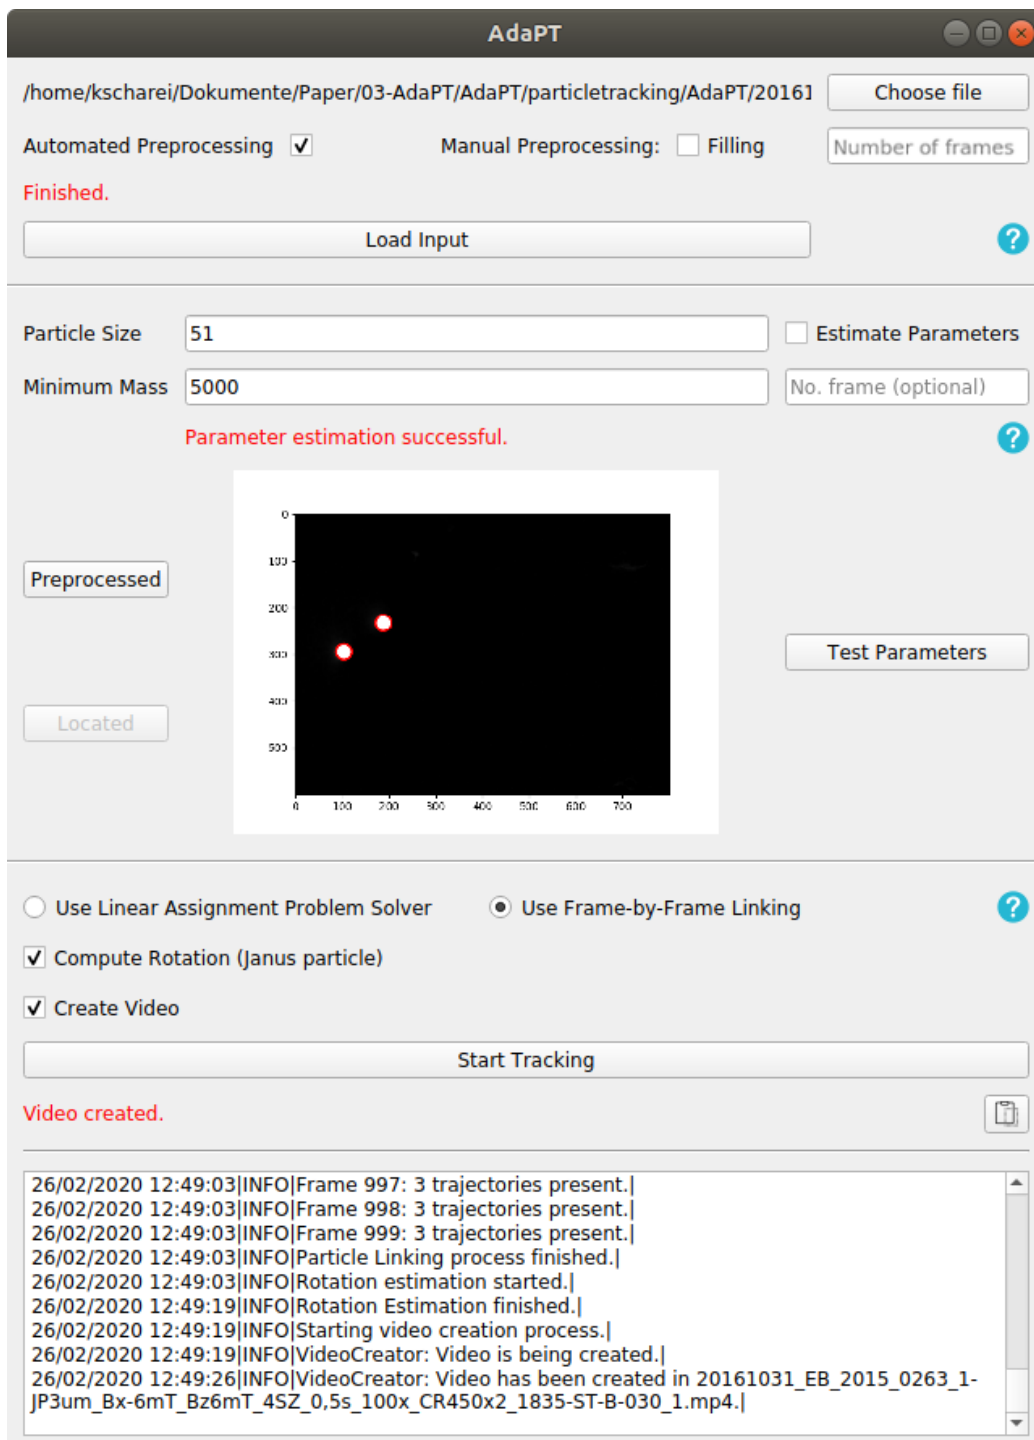 AdaPT
/home/kscharei/Dokumente/Paper/03-AdaPT/AdaPT/particletracking/AdaPT/20161
Choose file
Automated Preprocessing
Manual Preprocessing:
Filling
Number of frames
Finished.
Load Input
?
Particle Size
51
Estimate Parameters
Minimum Mass
5000
No. frame (optional)
Parameter estimation successful.
?
Preprocessed
Located
0
100
200
300
400
500
0 100 200 300 400 500 600 700
Test Parameters
Use Linear Assignment Problem Solver
Use Frame-by-Frame Linking
?
Compute Rotation (Janus particle)
Create Video
Start Tracking
Video created.
26/02/2020 12:49:03|INFO|Frame 997: 3 trajectories present.|
26/02/2020 12:49:03|INFO|Frame 998: 3 trajectories present.|
26/02/2020 12:49:03|INFO|Frame 999: 3 trajectories present.|
26/02/2020 12:49:03|INFO|Particle Linking process finished.|
26/02/2020 12:49:03|INFO|Rotation estimation started.|
26/02/2020 12:49:19|INFO|Rotation Estimation finished.|
26/02/2020 12:49:19|INFO|Starting video creation process.|
26/02/2020 12:49:19|INFO|VideoCreator: Video is being created.|
26/02/2020 12:49:26|INFO|VideoCreator: Video has been created in 20161031_EB_2015_0263_1-
JP3um_Bx-6mT_Bz6mT_4SZ_0,5s_100x_CR450x2_1835-ST-B-030_1.mp4.|